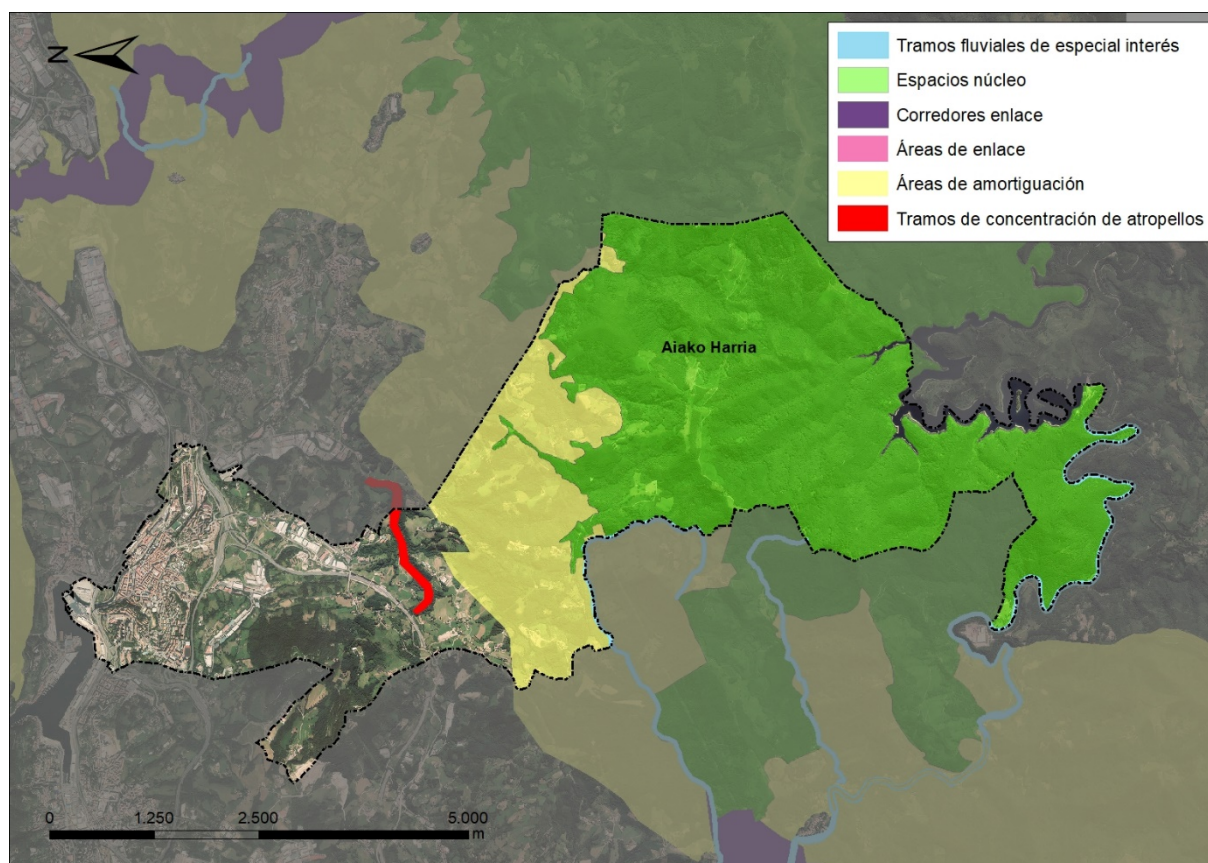 N
Tramos fluviales de especial interés
Espacios núcleo
Corredores enlace
Áreas de enlace
Áreas de amortiguación
Tramos de concentración de atropellos
Aiako Harria
0 1.250 2.500 5.000
m